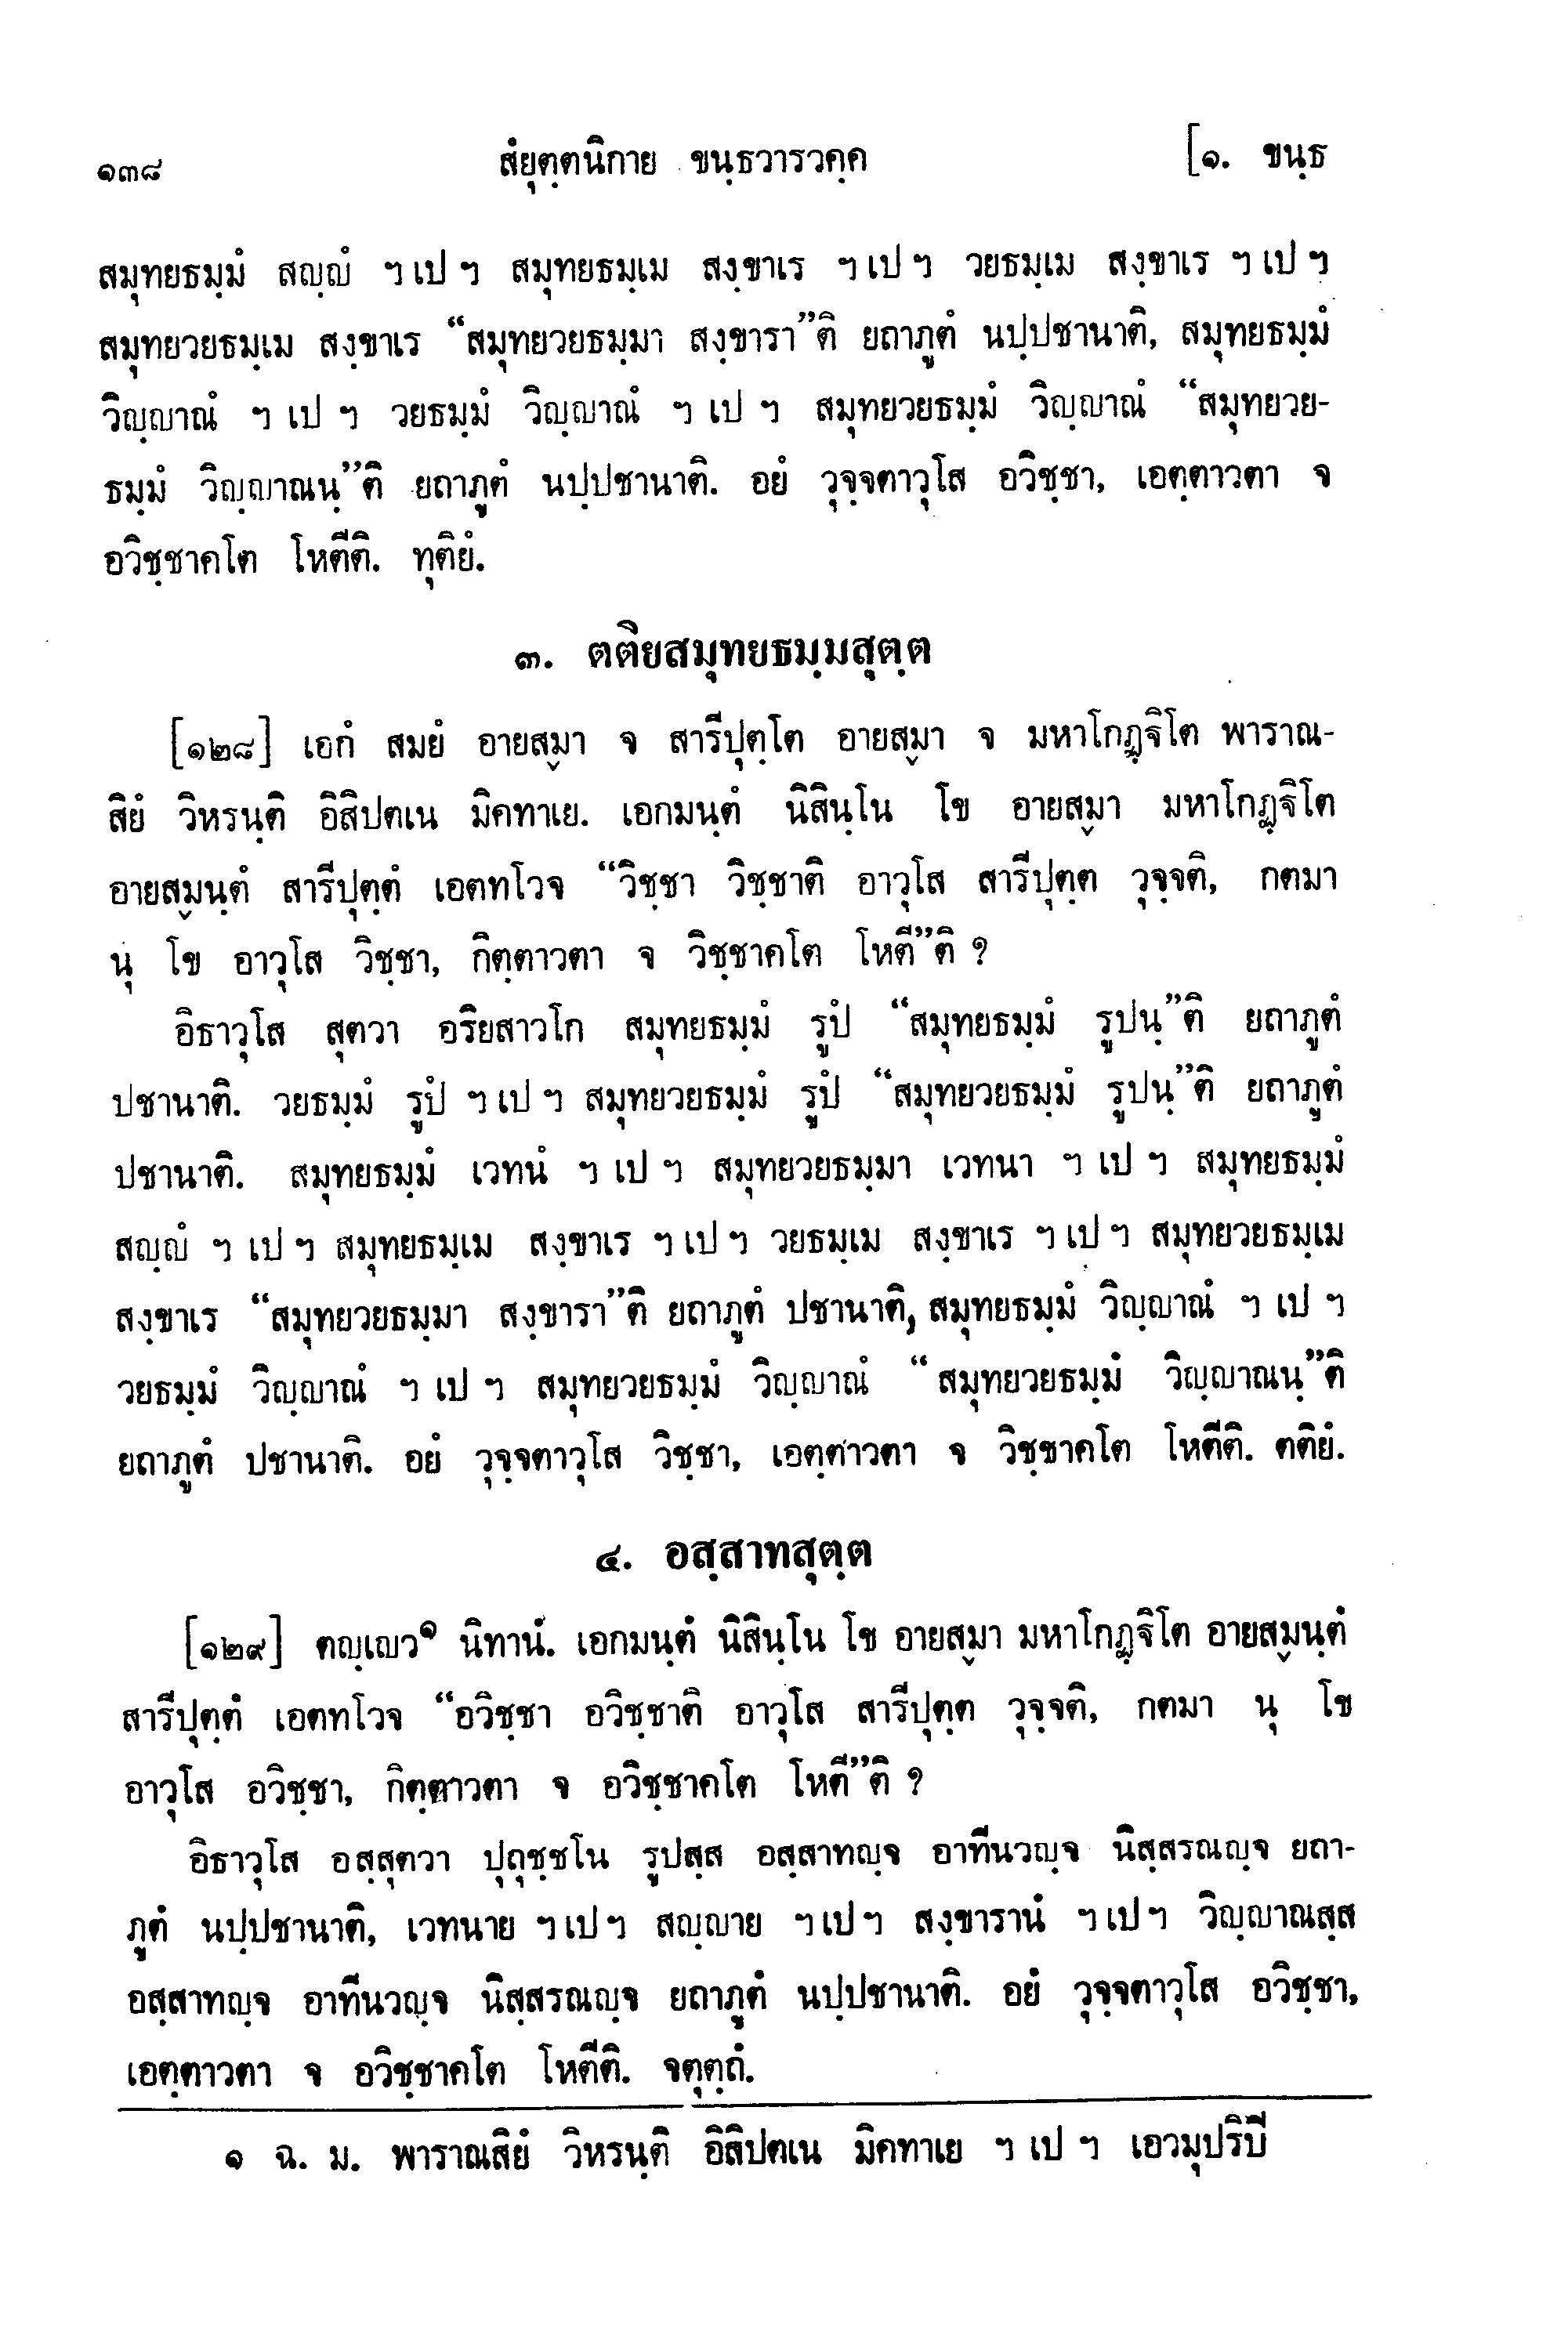 ๑๓๘ สํยุตฺตนิกาย ขนฺธวารวคฺค [๑. ขนฺธ
สมุทยธมฺมํ สญฺญํ ฯ เป ฯ สมุทยธมฺเม สงฺขาเร ฯ เป ฯ วยธมฺเม สงฺขาเร ฯ เป ฯ
สมุทยวยธมฺเม สงฺขาเร “สมุทยวยธมฺมา สงฺขารา”ติ ยถาภูตํ นปฺปชานาติ, สมุทยธมฺมํ
วิญฺญาณํ ฯ เป ฯ วยธมฺมํ วิญฺญาณํ ฯ เป ฯ สมุทยวยธมฺมํ วิญฺญาณํ “สมุทยวย-
ธมฺมํ วิญฺญาณนฺ”ติ ยถาภูตํ นปฺปชานาติ. อยํ วุจฺจตาวุโส อวิชฺชา, เอตฺตาวตา จ
อวิชฺชาคโต โหตีติ. ทุติยํ.
๓. ตติยสมุทยธมฺมสุตฺต
[๑๒๘] เอกํ สมยํ อายสฺมา จ สารีปุตฺโต อายสฺมา จ มหาโกฏฺฐิโต พาราณ-
สิยํ วิหรนฺติ อิสิปตเน มิคทาเย. เอกมนฺตํ นิสินฺโน โข อายสฺมา มหาโกฏฺฐิโต
อายสฺมนฺตํ สารีปุตฺตํ เอตทโวจ “วิชฺชา วิชฺชาติ อาวุโส สารีปุตฺต วุจฺจติ, กตมา
นุ โข อาวุโส วิชฺชา, กิตฺตาวตา จ วิชฺชาคโต โหตี”ติ ?
อิธาวุโส สุตวา อริยสาวโก สมุทยธมฺมํ รูปํ “สมุทยธมฺมํ รูปนฺ”ติ ยถาภูตํ
ปชานาติ. วยธมฺมํ รูปํ ฯ เป ฯ สมุทยวยธมฺมํ รูปํ “สมุทยวยธมฺมํ รูปนฺ”ติ ยถาภูตํ
ปชานาติ. สมุทยธมฺมํ เวทนํ ฯ เป ฯ สมุทยวยธมฺมา เวทนา ฯ เป ฯ สมุทยธมฺมํ
สญฺญํ ฯ เป ฯ สมุทยธมฺเม สงฺขาเร ฯ เป ฯ วยธมฺเม สงฺขาเร ฯ เป ฯ สมุทยวยธมฺเม
สงฺขาเร “สมุทยวยธมฺมา สงฺขารา”ติ ยถาภูตํ ปชานาติ, สมุทยธมฺมํ วิญฺญาณํ ฯ เป ฯ
วยธมฺมํ วิญฺญาณํ ฯ เป ฯ สมุทยวยธมฺมํ วิญฺญาณํ “สมุทยวยธมฺมํ วิญฺญาณนฺ”ติ
ยถาภูตํ ปชานาติ. อยํ วุจฺจตาวุโส วิชฺชา, เอตฺตาวตา จ วิชฺชาคโต โหตีติ. ตติยํ.
๔. อสฺสาทสุตฺต
[๑๒๙] ตญฺเญว๑ นิทานํ. เอกมนฺตํ นิสินฺโน โข อายสฺมา มหาโกฏฺฐิโต อายสฺมนฺตํ
สารีปุตฺตํ เอตทโวจ “อวิชฺชา อวิชฺชาติ อาวุโส สารีปุตฺต วุจฺจติ, กตมา นุ โข
อาวุโส อวิชฺชา, กิตฺตาวตา จ อวิชฺชาคโต โหตี”ติ ?
อิธาวุโส อสฺสุตวา ปุถุชฺชโน รูปสฺส อสฺสาทญฺจ อาทีนวญฺจ นิสฺสรณญฺจ ยถา-
ภูตํ นปฺปชานาติ, เวทนาย ฯ เป ฯ สญฺญาย ฯ เป ฯ สงฺขารานํ ฯ เป ฯ วิญฺญาณสฺส
อสฺสาทญฺจ อาทีนวญฺจ นิสฺสรณญฺจ ยถาภูตํ นปฺปชานาติ. อยํ วุจฺจตาวุโส อวิชฺชา,
เอตฺตาวตา จ อวิชฺชาคโต โหตีติ. จตุตฺถํ.
๑ ฉ. ม. พาราณสิยํ วิหรนฺติ อิสิปตเน มิคทาเย ฯ เป ฯ เอวมุปริปี